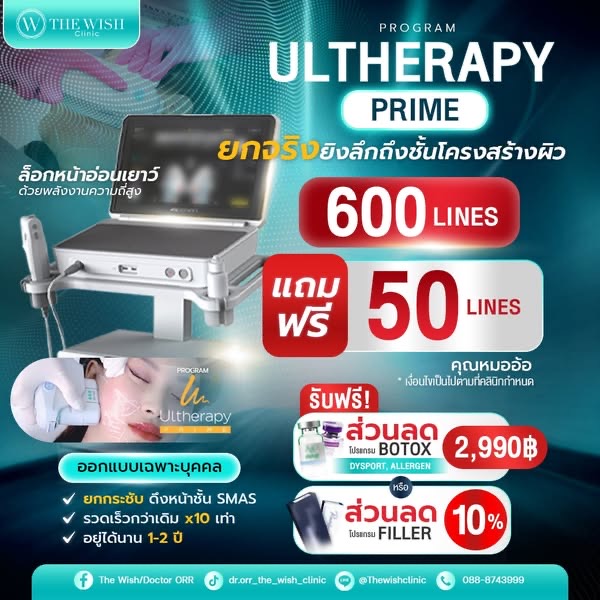 THE WISH
Clinic
PROGRAM
ULTHERAPY
PRIME
ยกจริงยิงลึกถึงชั้นโครงสร้างผิว
ล็อกหน้าอ่อนเยาว์
ด้วยพลังงานความถี่สูง
600 LINES
แถม
ฟรี
50 LINES
คุณหมออ้อ
* เงื่อนไขเป็นไปตามที่คลินิกกำหนด
PROGRAM
Ultherapy
PRIME
รับฟรี!
ส่วนลด
โปรแกรม BOTOX
DYSPORT, ALLERGEN
2,990฿
หรือ
ส่วนลด
โปรแกรม FILLER
10%
ออกแบบเฉพาะบุคคล
ยกกระชับ ดึงหน้าชั้น SMAS
รวดเร็วกว่าเดิม x10 เท่า
อยู่ได้นาน 1-2 ปี
The Wish/Doctor ORR
dr.orr_the_wish_clinic
@Thewishclinic
088-8743999